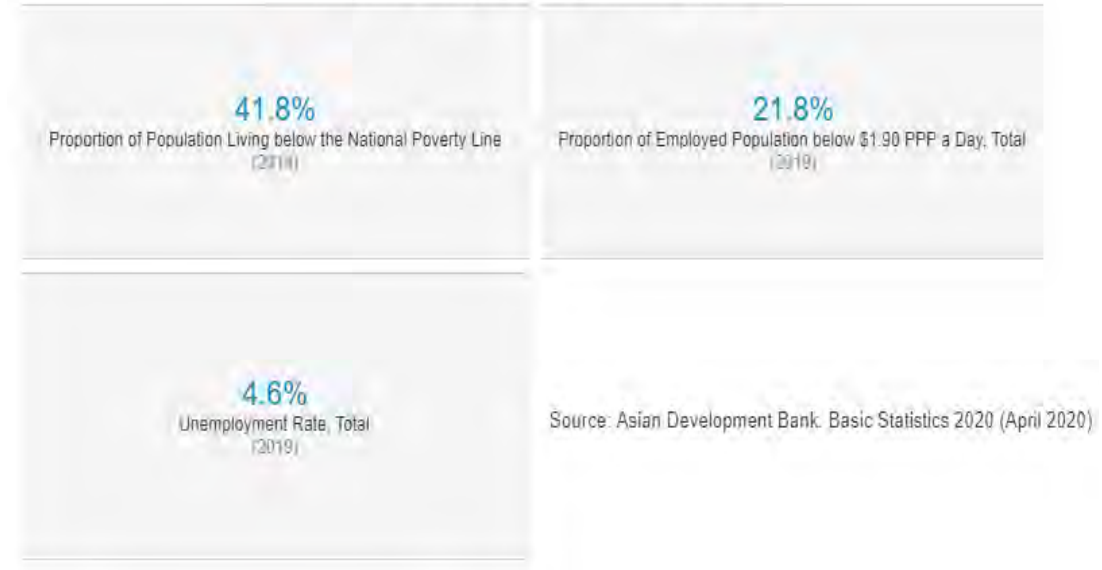 41.8%
Proportion of Population Living below the National Poverty Line
21.8%
Proportion of Employed Population below $1.90 PPP a Day, Total
(2019)
4.6%
Unemployment Rate, Total
(2019)
Source: Asian Development Bank. Basic Statistics 2020 (April 2020)